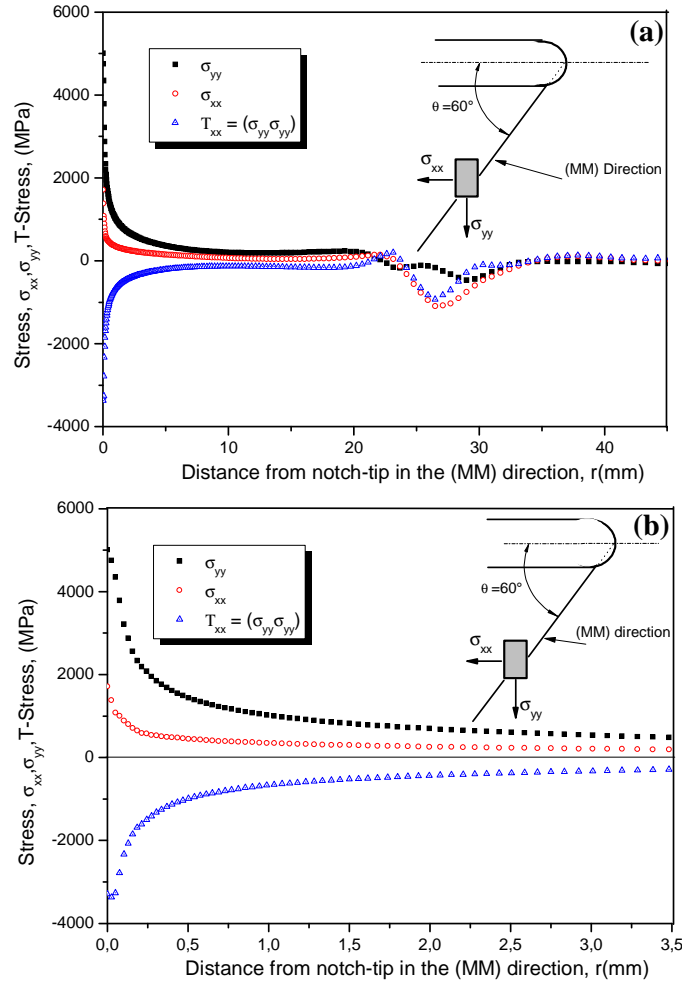 (a)
6000
4000
2000
0
-2000
-4000
Stress, σxx,σyy,T-Stress, (MPa)
σyy
σxx
Txx = (σyyσyy)
θ=60°
(MM) Direction
σxx
σyy
0
10
20
30
40
Distance from notch-tip in the (MM) direction, r(mm)
(b)
6000
4000
2000
0
-2000
-4000
Stress, σxx,σyy,T-Stress, (MPa)
σyy
σxx
Txx = (σyyσyy)
θ=60°
(MM) direction
σxx
σyy
0,0
0,5
1,0
1,5
2,0
2,5
3,0
3,5
Distance from notch-tip in the (MM) direction, r(mm)